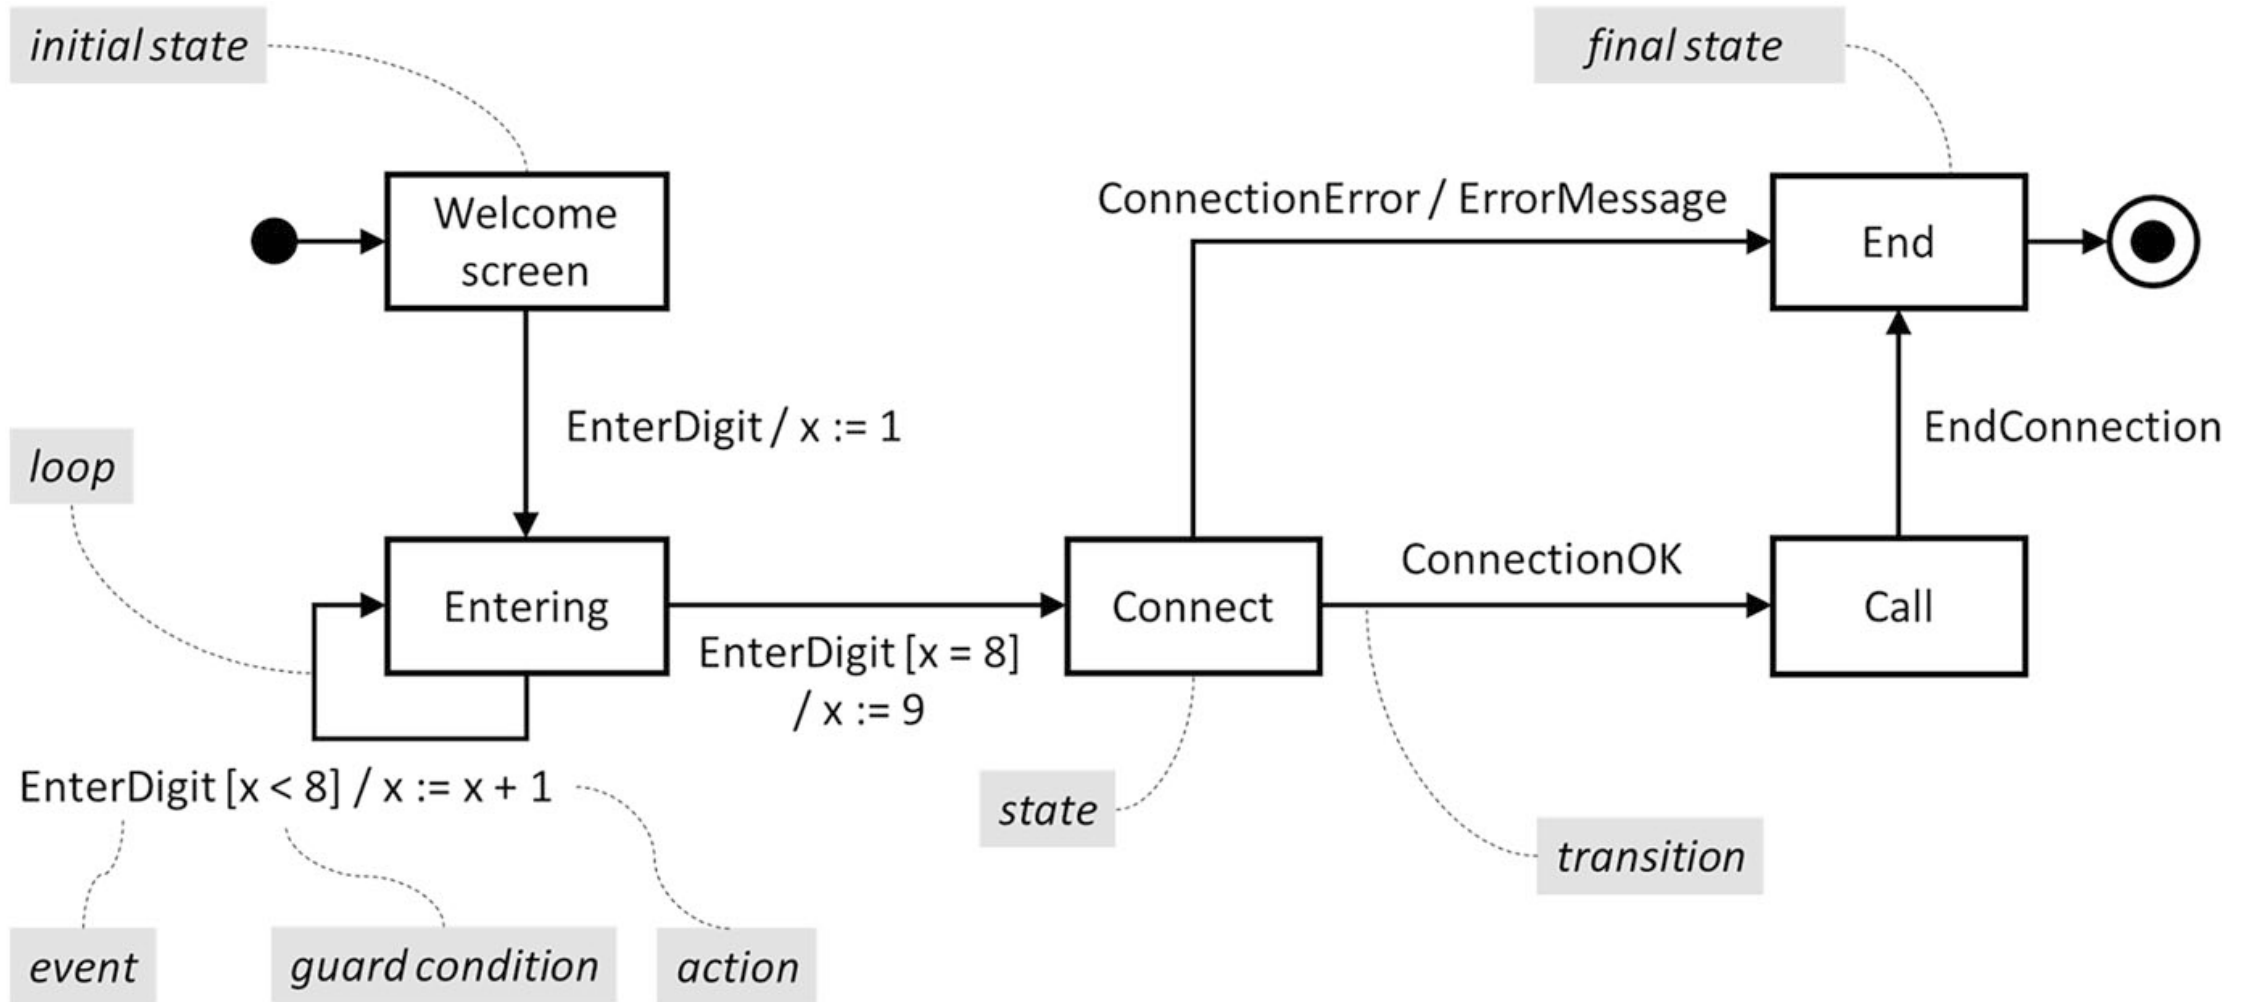 initial state
final state
Welcome
screen
ConnectionError / ErrorMessage
End
EnterDigit / x := 1
EndConnection
loop
Entering
EnterDigit [x = 8]
/ x := 9
Connect
ConnectionOK
Call
EnterDigit [x < 8] / x := x + 1
state
transition
event
guard condition
action